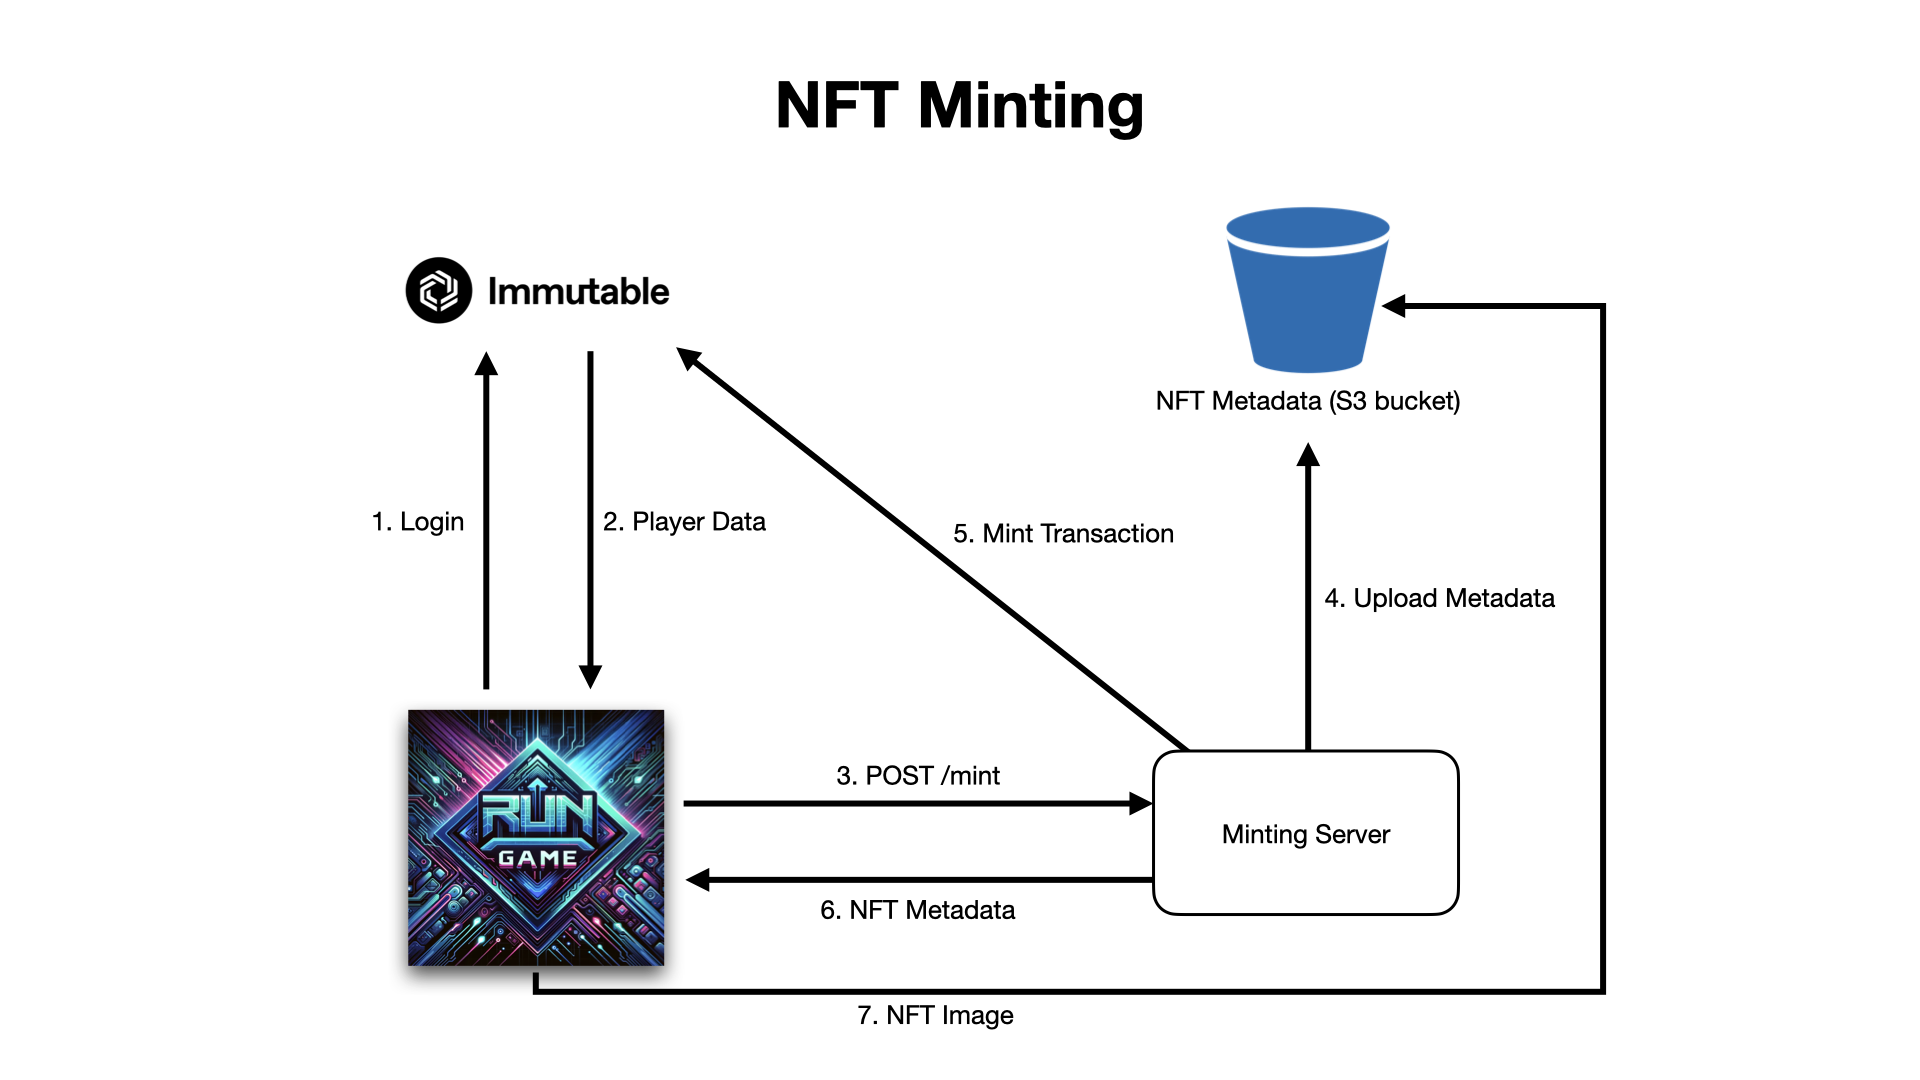 NFT Minting
Immutable
NFT Metadata (S3 bucket)
1. Login
2. Player Data
5. Mint Transaction
4. Upload Metadata
3. POST /mint
RUN
GAME
Minting Server
6. NFT Metadata
7. NFT Image